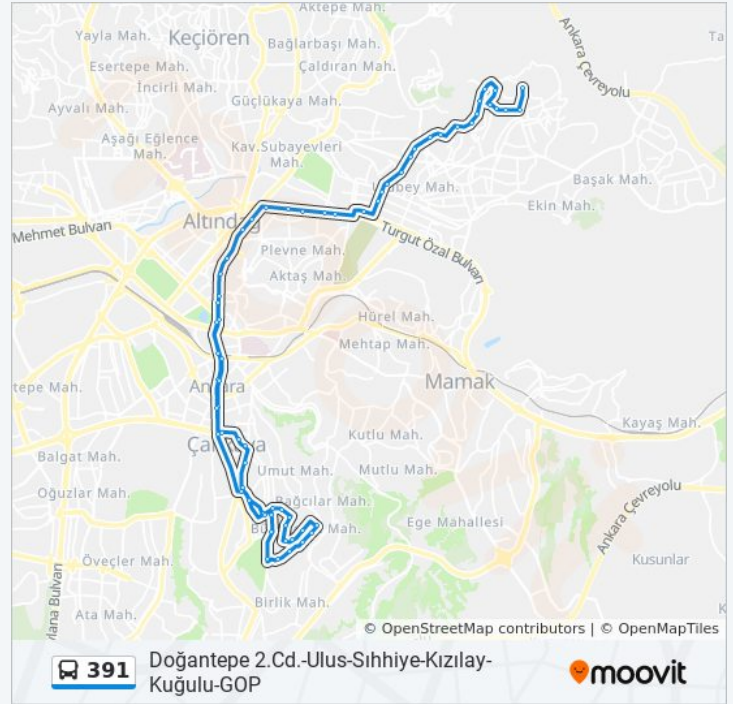 Aktepe Mah.
Yayla Mah.
Keçiören
Bağlarbaşı Mah.
Ta
Esertepe Mah.
Çaldıran Mah.
İncirli Mah.
Ankara Çevreyolu
Ayvalı Mah.
Güçlükaya Mah.
Aşağı Eğlence
Mah.
Kav.Subayevleri
Mah.
Başak Mah.
Ekin Mah.
Altındağ
Mehmet Bulvarı
Turgut Özal Bulvarı
Plevne Mah.
Aktaş Mah.
Hürel Mah.
Mehtap Mah.
Mamak
tepe Mah.
Ankara
Kayaş Mah.
Kutlu Mah.
Balgat Mah.
Umut Mah.
Mutlu Mah.
Oğuzlar Mah.
Bağcılar Mah.
Ege Mahallesi
Ankara Çevreyolu
Mah.
Öveçler Mah.
Kusunlar
Birlik Mah.
Ata Mah.
vlana Bulvarı
K
© OpenStreetMap contributors | © OpenMapTiles
391
Doğantepe 2.Cd.-Ulus-Sıhhiye-Kızılay-
Kuğulu-GOP
moovit